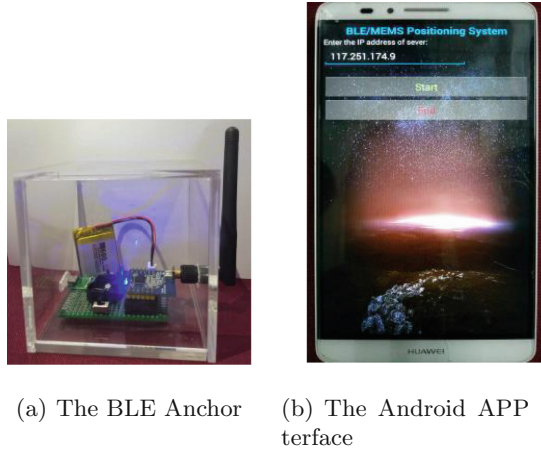 BLE/MEMS Positioning System
Enter the IP address of sever:
117.251.174.9
Start
End
HUAWEI
(a) The BLE Anchor
(b) The Android APP
terface